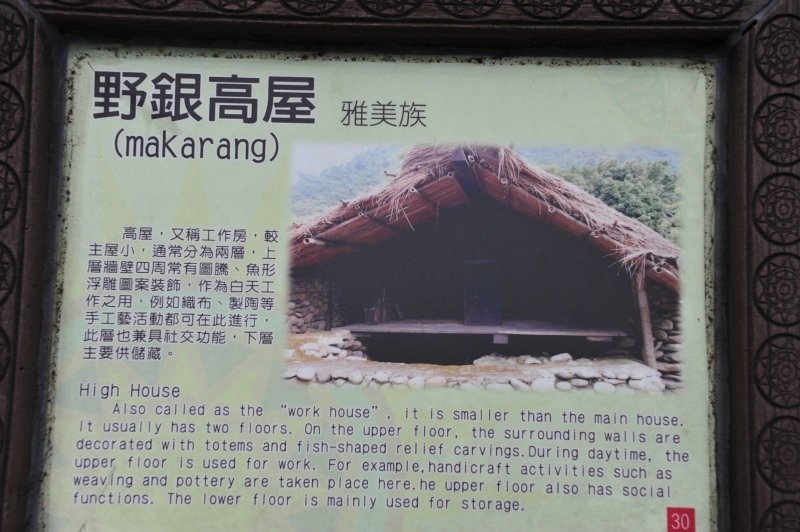 野銀高屋 雅美族
(makarang)
高屋，又稱工作房，較
主屋小，通常分為兩層，上
層牆壁四周常有圖騰、魚形
浮雕圖案裝飾，作為白天工
作之用，例如織布、製陶等
手工藝活動都可在此進行，
此層也兼具社交功能，下層
主要供儲藏。
High House
Also called as the “work house”, it is smaller than the main house.
It usually has two floors. On the upper floor, the surrounding walls are
decorated with totems and fish-shaped relief carvings.During daytime, the
upper floor is used for work. For example,handicraft activities such as
weaving and pottery are taken place here.he upper floor also has social
functions. The lower floor is mainly used for storage.
30